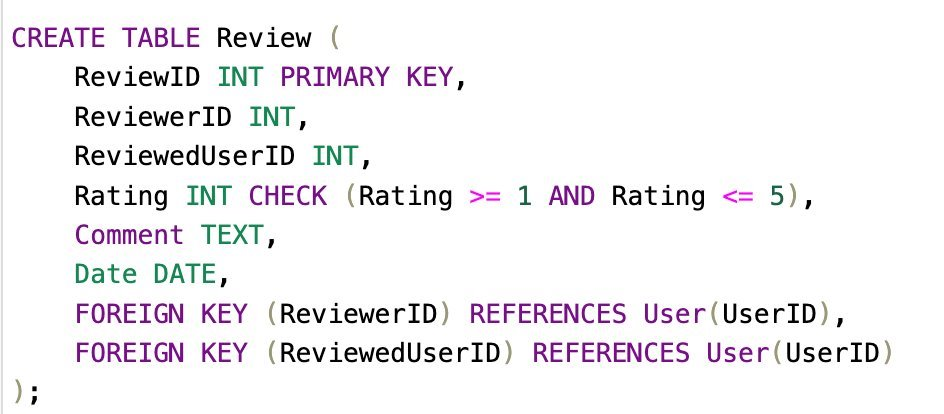 CREATE TABLE Review (
    ReviewID INT PRIMARY KEY,
    ReviewerID INT,
    ReviewedUserID INT,
    Rating INT CHECK (Rating >= 1 AND Rating <= 5),
    Comment TEXT,
    Date DATE,
    FOREIGN KEY (ReviewerID) REFERENCES User(UserID),
    FOREIGN KEY (ReviewedUserID) REFERENCES User(UserID)
);